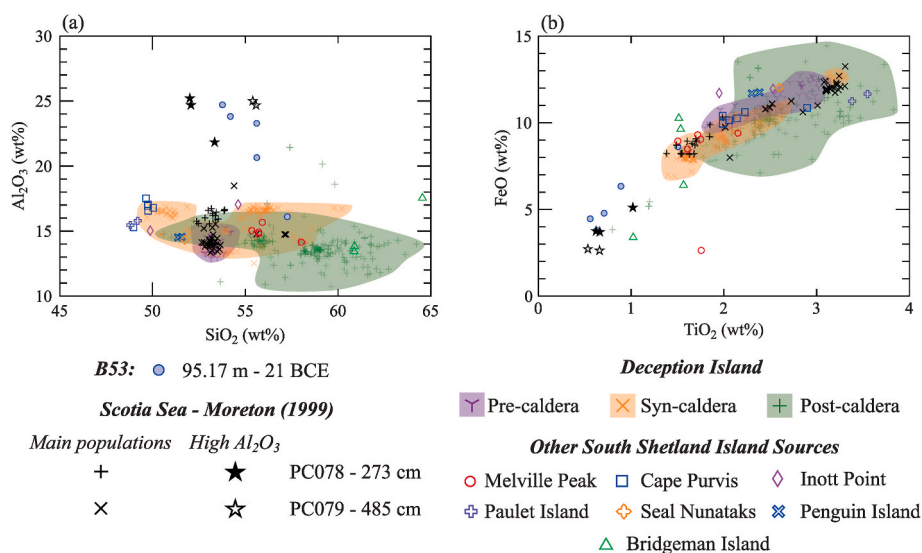 (a)
30
25
20
15
10
Al₂O₃ (wt%)
45 50 55 60 65
SiO₂ (wt%)
(b)
15
10
5
0
FeO (wt%)
0 1 2 3 4
TiO₂ (wt%)
B53: 95.17 m - 21 BCE
Scotia Sea - Moreton (1999)
Main populations High Al₂O₃
PC078 - 273 cm
PC079 - 485 cm
Deception Island
Pre-caldera Syn-caldera Post-caldera
Other South Shetland Island Sources
Melville Peak Cape Purvis Inott Point
Paulet Island Seal Nunataks Penguin Island
Bridgeman Island